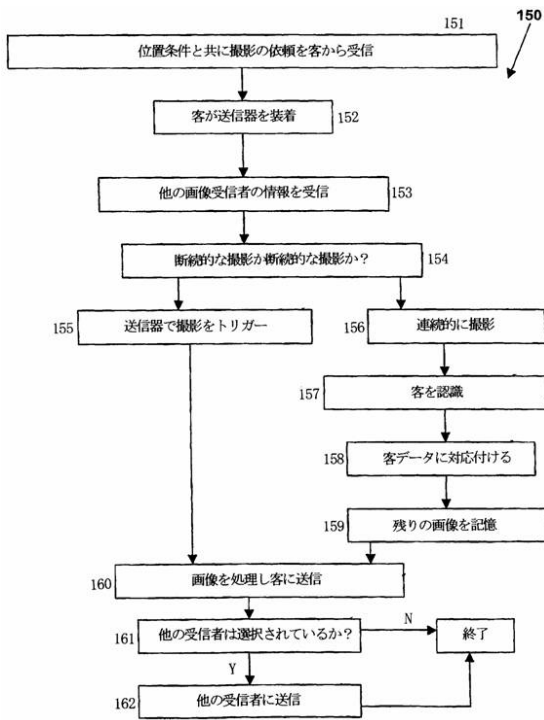 150
151
位置条件と共に撮影の依頼を客から受信
客が送信器を装着
152
他の画像受信者の情報を受信
153
断続的な撮影か断続的な撮影か？
154
155
送信器で撮影をトリガー
156
連続的に撮影
157
客を認識
158
客データに対応付ける
159
残りの画像を記憶
160
画像を処理し客に送信
161
他の受信者は選択されているか？
N
終了
Y
162
他の受信者に送信